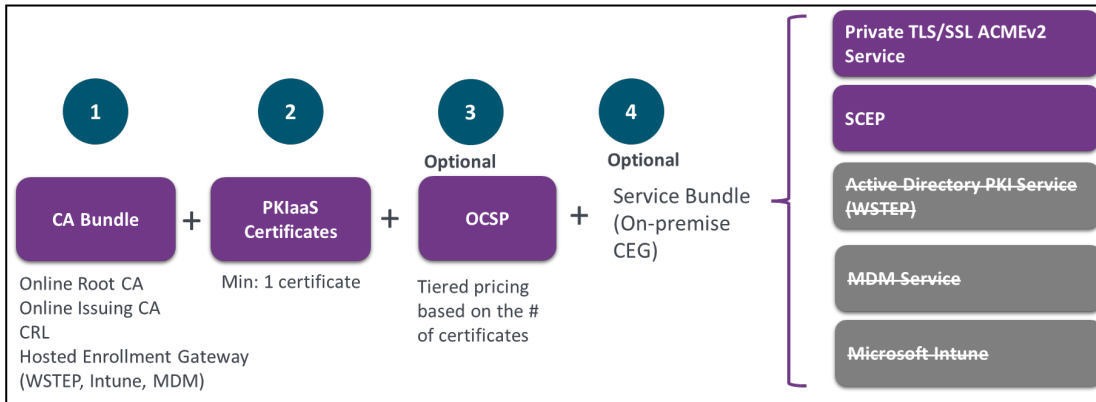 1
CA Bundle
Online Root CA
Online Issuing CA
CRL
Hosted Enrollment Gateway
(WSTEP, Intune, MDM)
+
2
PKIaaS
Certificates
Min: 1 certificate
+
3
Optional
OCSP
Tiered pricing
based on the #
of certificates
+
4
Optional
Service Bundle
(On-premise
CEG)
Private TLS/SSL ACMEv2
Service
SCEP
Active Directory PKI Service
(WSTEP)
MDM Service
Microsoft Intune